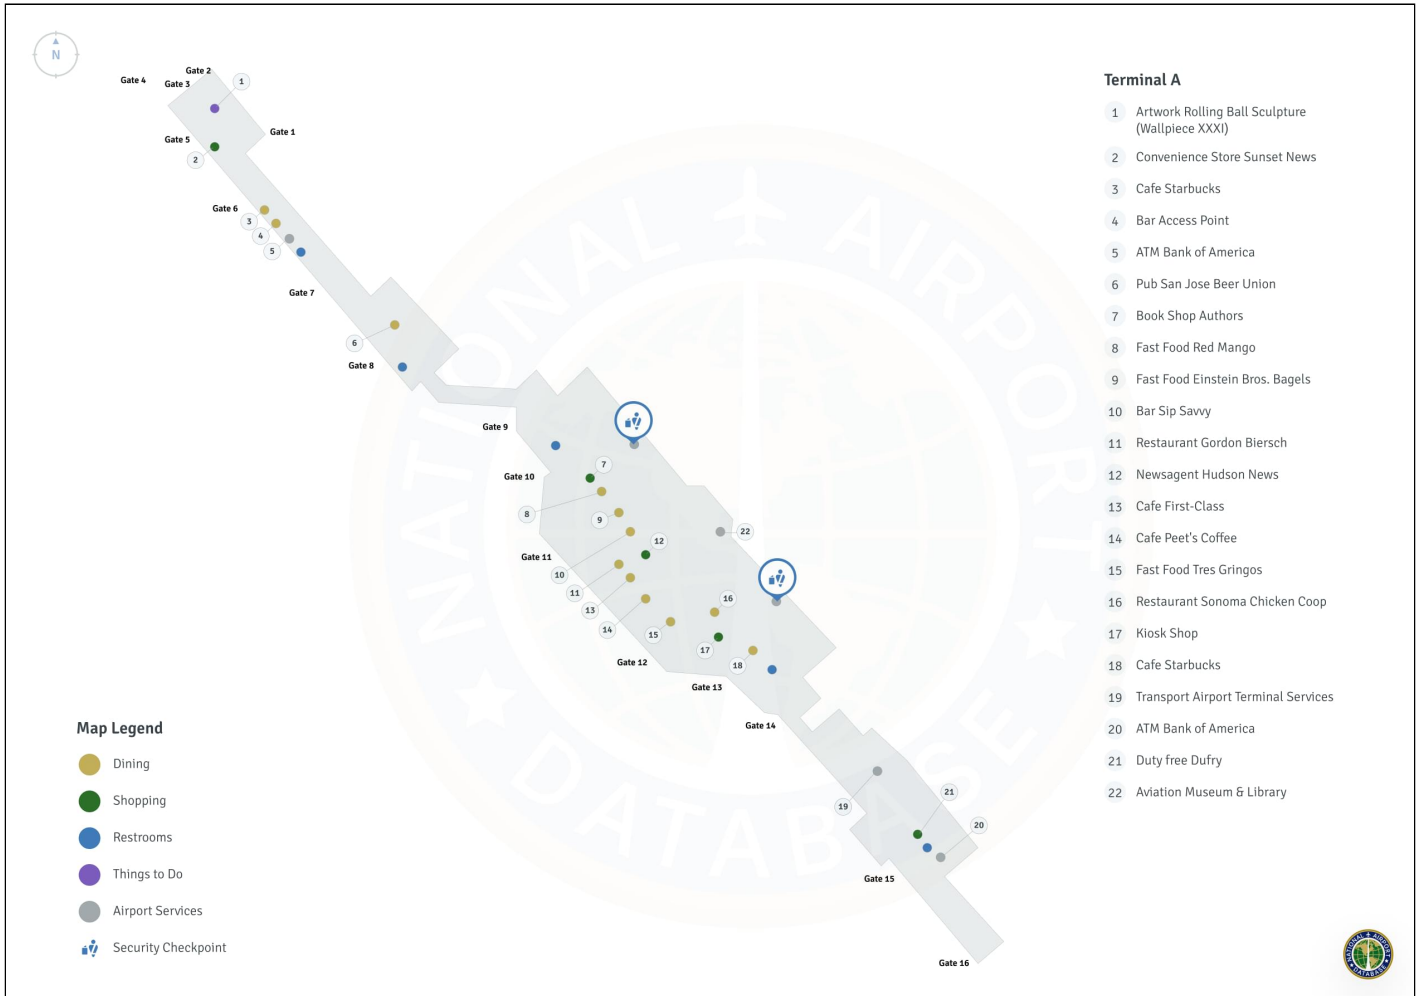 N
Gate 2
Gate 4
Gate 3
1
Gate 1
Gate 5
2
Gate 6
3
4
5
Gate 7
6
Gate 8
Gate 9
7
Gate 10
8
9
22
12
Gate 11
10
11
16
13
14
15
17
Gate 12
18
Gate 13
Gate 14
21
19
20
Gate 15
Gate 16
Terminal A
1 Artwork Rolling Ball Sculpture
(Wallpiece XXXI)
2 Convenience Store Sunset News
3 Cafe Starbucks
4 Bar Access Point
5 ATM Bank of America
6 Pub San Jose Beer Union
7 Book Shop Authors
8 Fast Food Red Mango
9 Fast Food Einstein Bros. Bagels
10 Bar Sip Savvy
11 Restaurant Gordon Biersch
12 Newsagent Hudson News
13 Cafe First-Class
14 Cafe Peet's Coffee
15 Fast Food Tres Gringos
16 Restaurant Sonoma Chicken Coop
17 Kiosk Shop
18 Cafe Starbucks
19 Transport Airport Terminal Services
20 ATM Bank of America
21 Duty free Dufry
22 Aviation Museum & Library
Map Legend
Dining
Shopping
Restrooms
Things to Do
Airport Services
Security Checkpoint
NATIONAL AIRPORT
DATABASE
NATIONAL AIRPORT
DATABASE